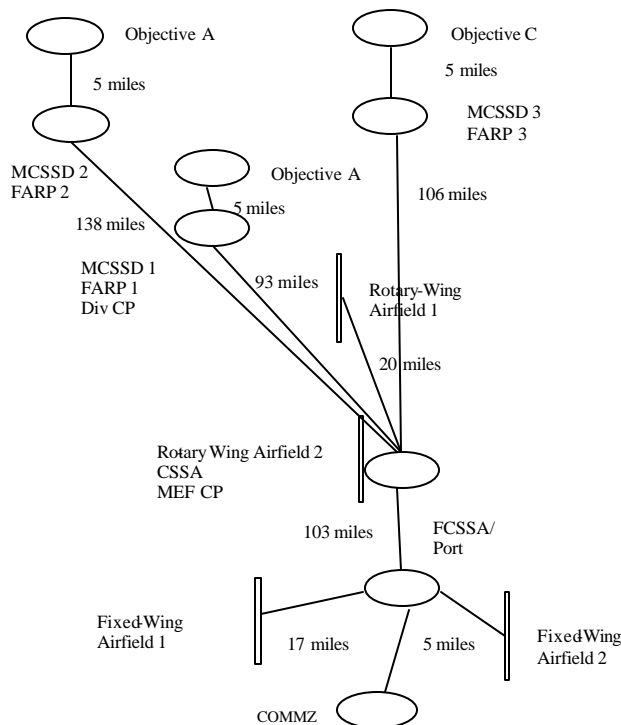 Objective A
Objective C
5 miles
5 miles
MCSSD 3
FARP 3
MCSSD 2
FARP 2
Objective A
5 miles
106 miles
138 miles
MCSSD 1
FARP 1
Div CP
93 miles
Rotary-Wing
Airfield 1
20 miles
Rotary Wing Airfield 2
CSSA
MEF CP
103 miles
FCSSA/
Port
Fixed-Wing
Airfield 1
17 miles
5 miles
Fixed-Wing
Airfield 2
COMMZ